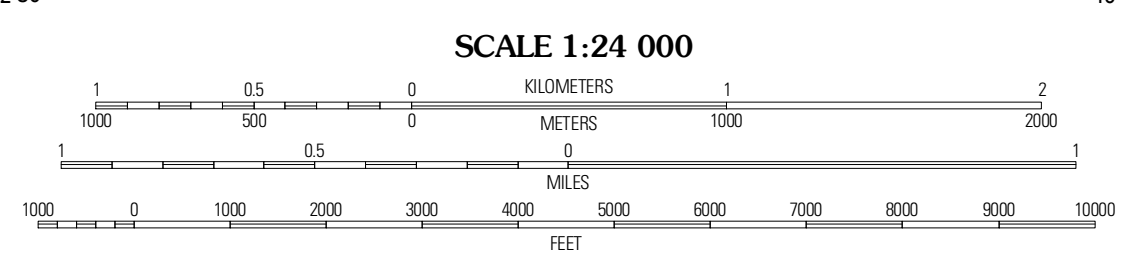 SCALE 1:24 000
1 0.5 0 KILOMETERS 1 2
1000 500 0 METERS 1000 2000
1 0.5 0 1
MILES
1000 0 1000 2000 3000 4000 5000 6000 7000 8000 9000 10000
FEET